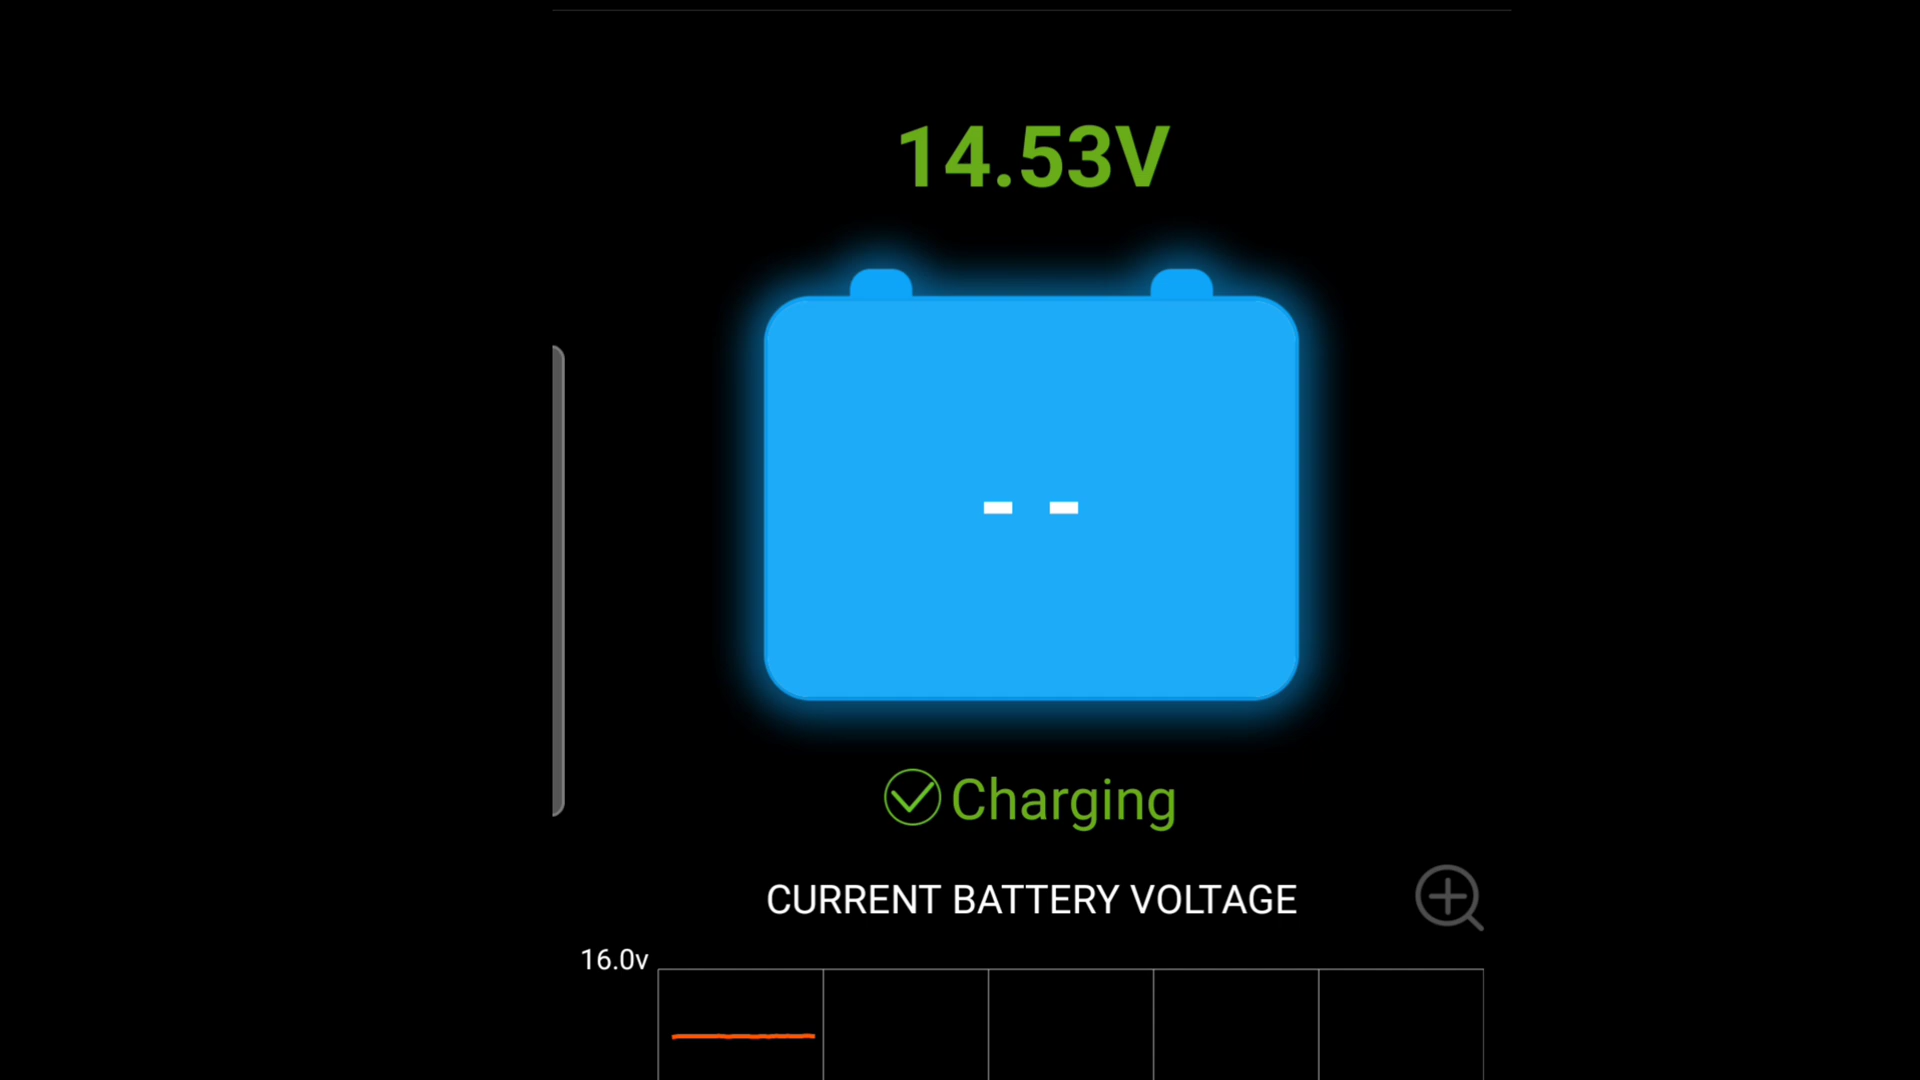 14.53V
- -
Charging
CURRENT BATTERY VOLTAGE
16.0v